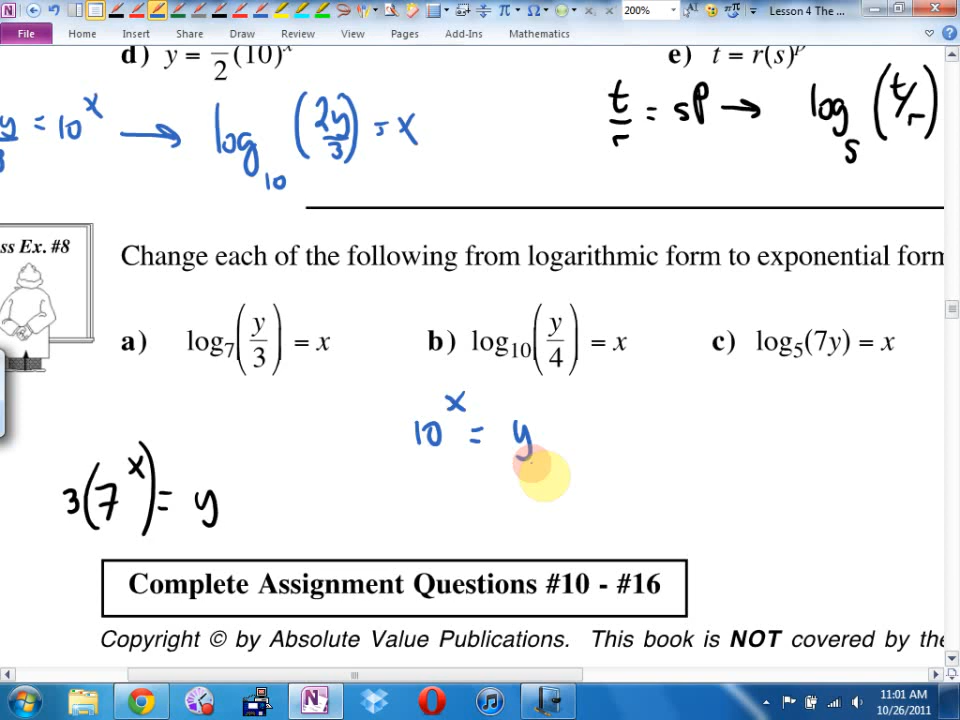 200% Lesson 4 The ...
File Home Insert Share Draw Review View Pages Add-Ins Mathematics
d) y = /2 (10)^x e) t = r(s)^p
y/3 = 10^x → log_10 (2y/3) = x t/r = s^p → log_s (t/r)
ss Ex. #8
Change each of the following from logarithmic form to exponential form
a) log_7(y/3) = x b) log_10(y/4) = x c) log_5(7y) = x
10^x = y
3(7^x) = y
Complete Assignment Questions #10 - #16
Copyright © by Absolute Value Publications. This book is NOT covered by the
11:01 AM
10/26/2011